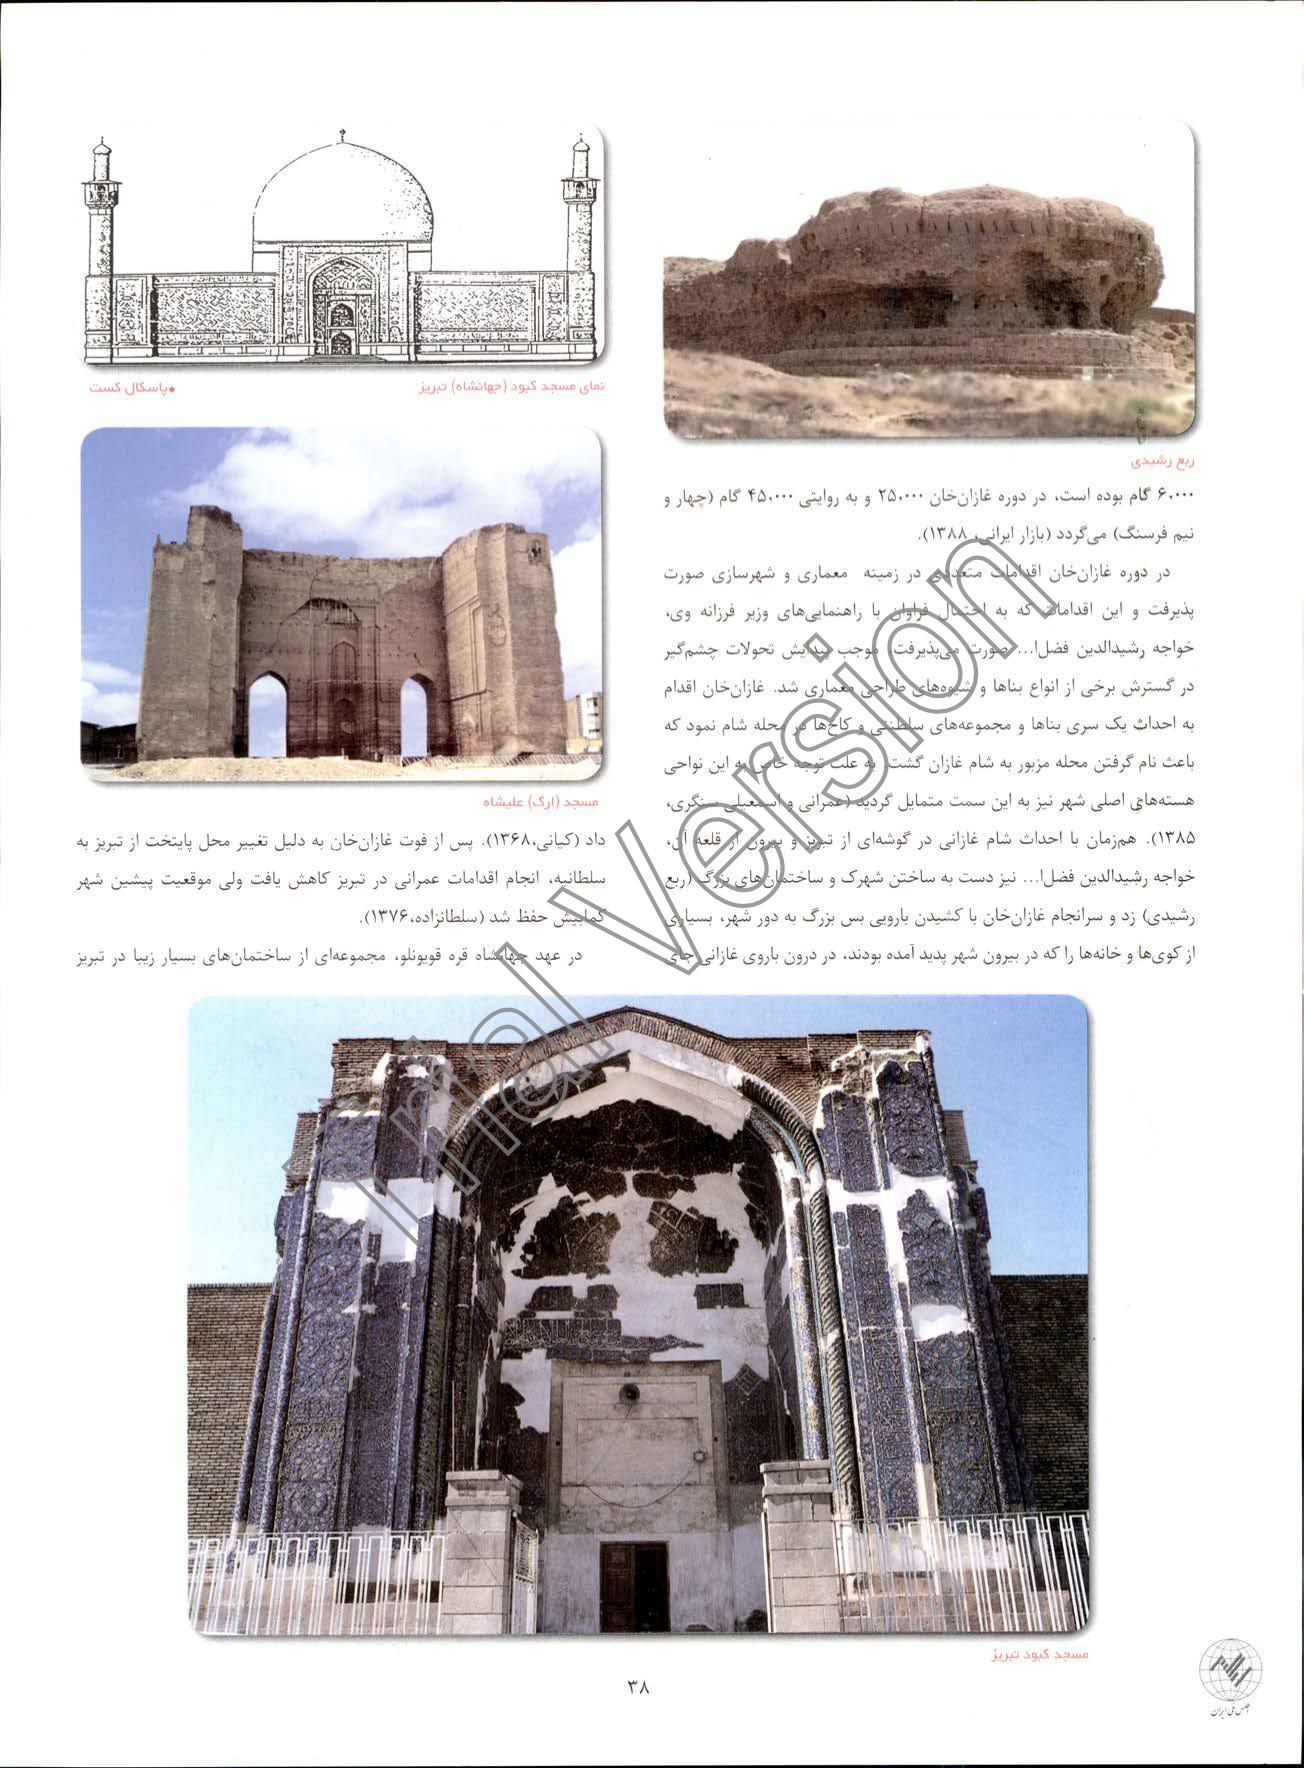 ربع رشیدی
۶,۰۰۰ گام بوده است، در دوره غازان‌خان ۲۵,۰۰۰ و به روایتی ۴۵,۰۰۰ گام (چهار و
نیم فرسنگ) می‌گردد (بازار ایرانی، ۱۳۸۸).
در دوره غازان‌خان اقدامات متعددی در زمینه معماری و شهرسازی صورت
پذیرفت و این اقدامات که به احتمال فراوان با راهنمایی‌های وزیر فرزانه وی،
خواجه رشیدالدین فضل‌ا... صورت می‌پذیرفت، موجب پیدایش تحولات چشم‌گیر
در گسترش برخی از انواع بناها و شیوه‌های طراحی معماری شد. غازان‌خان اقدام
به احداث یک سری بناها و مجموعه‌های سلطنتی و کاخ‌ها در محله شام نمود که
باعث نام گرفتن محله مزبور به شام غازان گشت. به علت توجه خاص به این نواحی
هسته‌های اصلی شهر نیز به این سمت متمایل گردید (عمرانی و اسمعیلی سنگری،
۱۳۸۵). هم‌زمان با احداث شام غازانی در گوشه‌ای از تبریز و بیرون از قلعه آن،
خواجه رشیدالدین فضل‌ا... نیز دست به ساختن شهرک و ساختمان‌های بزرگ (ربع
رشیدی) زد و سرانجام غازان‌خان با کشیدن بارویی بس بزرگ به دور شهر، بسیاری
از کوی‌ها و خانه‌ها را که در بیرون شهر پدید آمده بودند، در درون باروی غازانی جای
نمای مسجد کبود (جهانشاه) تبریز
●پاسکال کست
مسجد (ارگ) علیشاه
داد (کیانی،۱۳۶۸). پس از فوت غازان‌خان به دلیل تغییر محل پایتخت از تبریز به
سلطانیه، انجام اقدامات عمرانی در تبریز کاهش یافت ولی موقعیت پیشین شهر
کمابیش حفظ شد (سلطانزاده،۱۳۷۶).
در عهد جهانشاه قره قویونلو، مجموعه‌ای از ساختمان‌های بسیار زیبا در تبریز
مسجد کبود تبریز
۳۸
اطلس ملی ایران
Trial Version